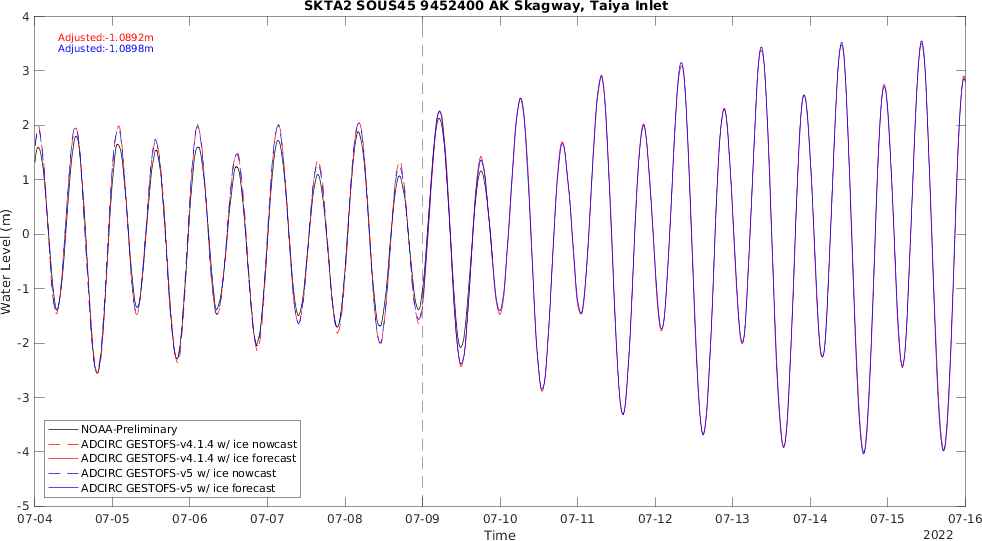 SKTA2 SOUS45 9452400 AK Skagway, Taiya Inlet
Adjusted:-1.0892m
Adjusted:-1.0898m
4
3
2
1
0
-1
-2
-3
-4
-5
Water Level (m)
NOAA-Preliminary
ADCIRC GESTOFS-v4.1.4 w/ ice nowcast
ADCIRC GESTOFS-v4.1.4 w/ ice forecast
ADCIRC GESTOFS-v5 w/ ice nowcast
ADCIRC GESTOFS-v5 w/ ice forecast
07-04 07-05 07-06 07-07 07-08 07-09 07-10 07-11 07-12 07-13 07-14 07-15 07-16
Time
2022